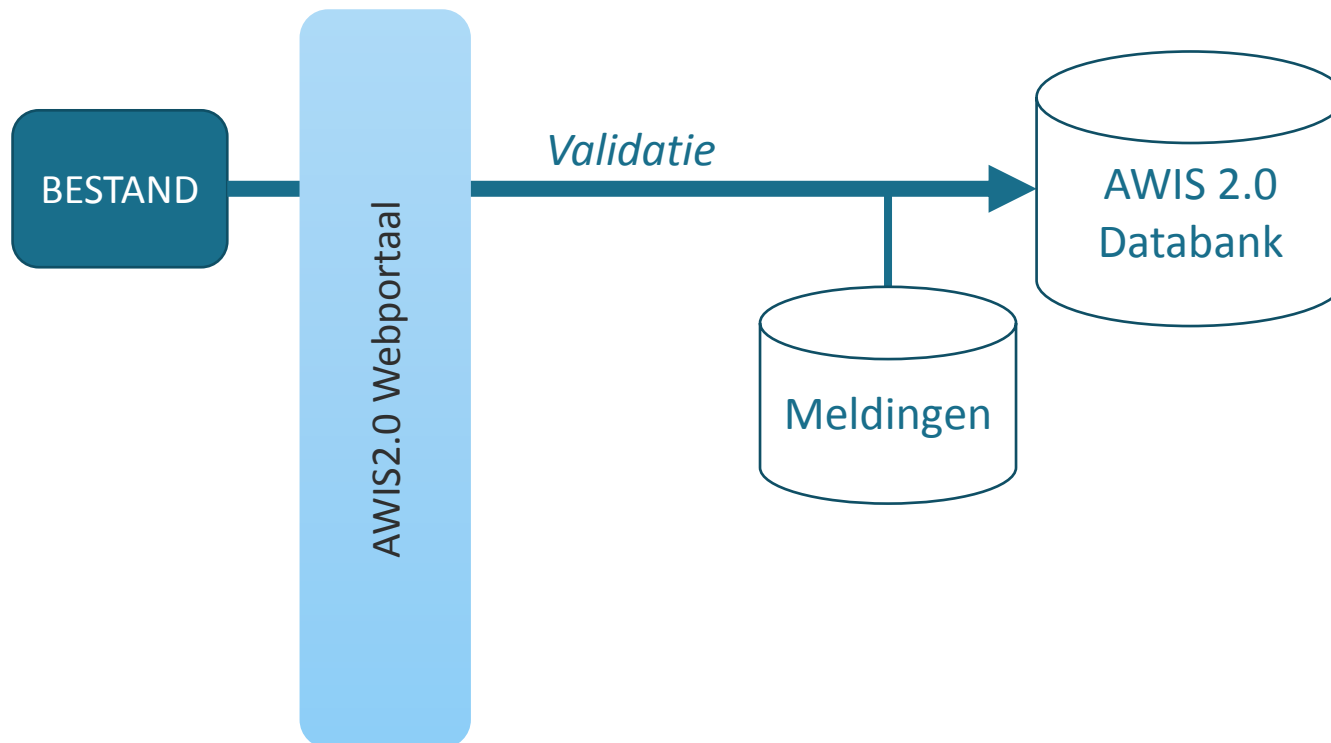 BESTAND
AWIS2.0 Webportaal
Validatie
AWIS 2.0
Databank
Meldingen